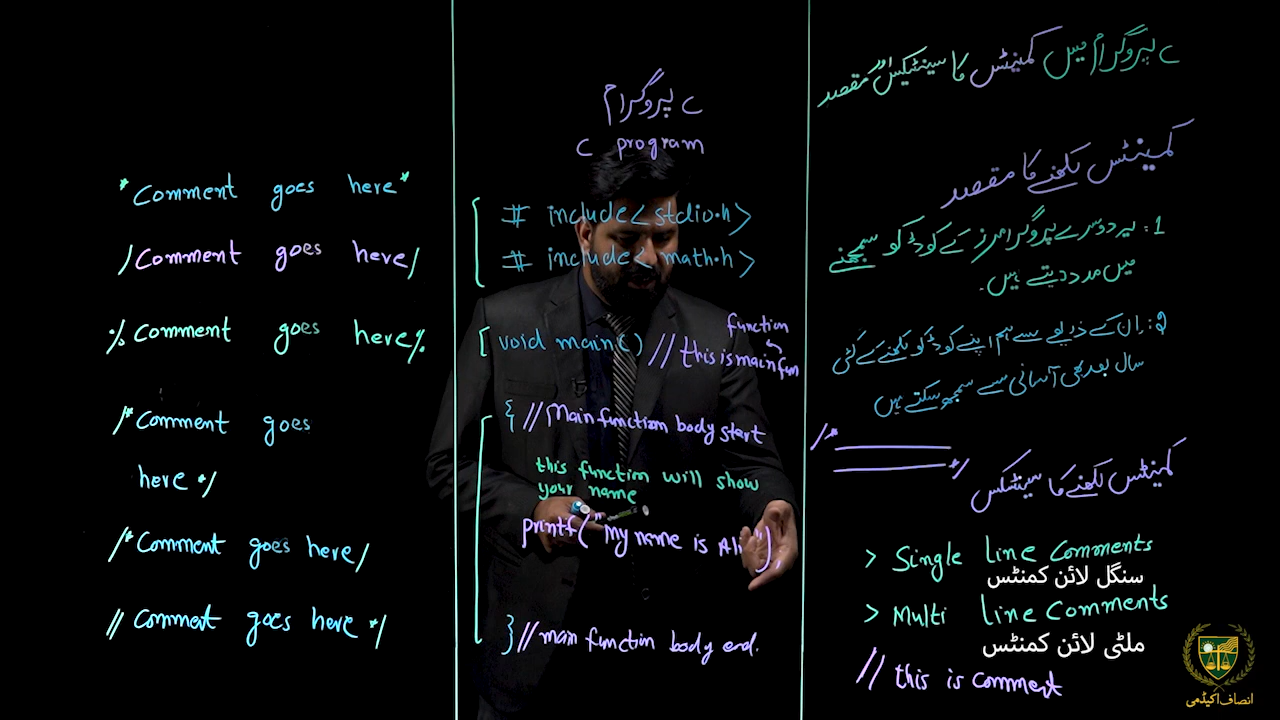 c پروگرام میں کمینٹس کا سینٹیکس اور مقصد
کمینٹس لکھنے کا مقصد
1: یہ دوسرے پروگرامرز کے کوڈ کو سمجھنے
میں مدد دیتے ہیں۔
2: ان کے ذریعے سے ہم اپنے کوڈ کو لکھنے کے کئی
سال بعد بھی آسانی سے سمجھ سکتے ہیں
/*
*/
کمینٹس لکھنے کا سینٹیکس
> Single line comments
سنگل لائن کمنٹس
> Multi line comments
ملٹی لائن کمنٹس
// this is comment
انصاف اکیڈمی
c پروگرام
c program
# include< stdio.h >
# include< math.h >
function
void main() // this is main fun
{ // Main function body start
this function will show
your name
printf("My name is Ali");
} // main function body end.
*Comment goes here*
/Comment goes here/
% Comment goes here%
/*Comment goes
here */
/*Comment goes here/
// Comment goes here */